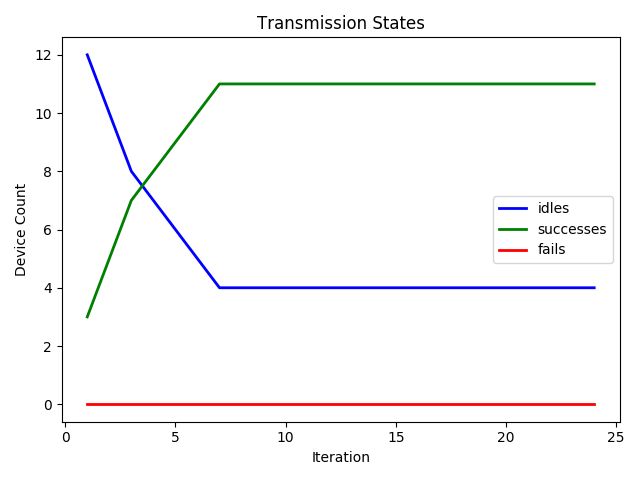 Transmission States
Device Count
12
10
8
6
4
2
0
idles
successes
fails
0 5 10 15 20 25
Iteration